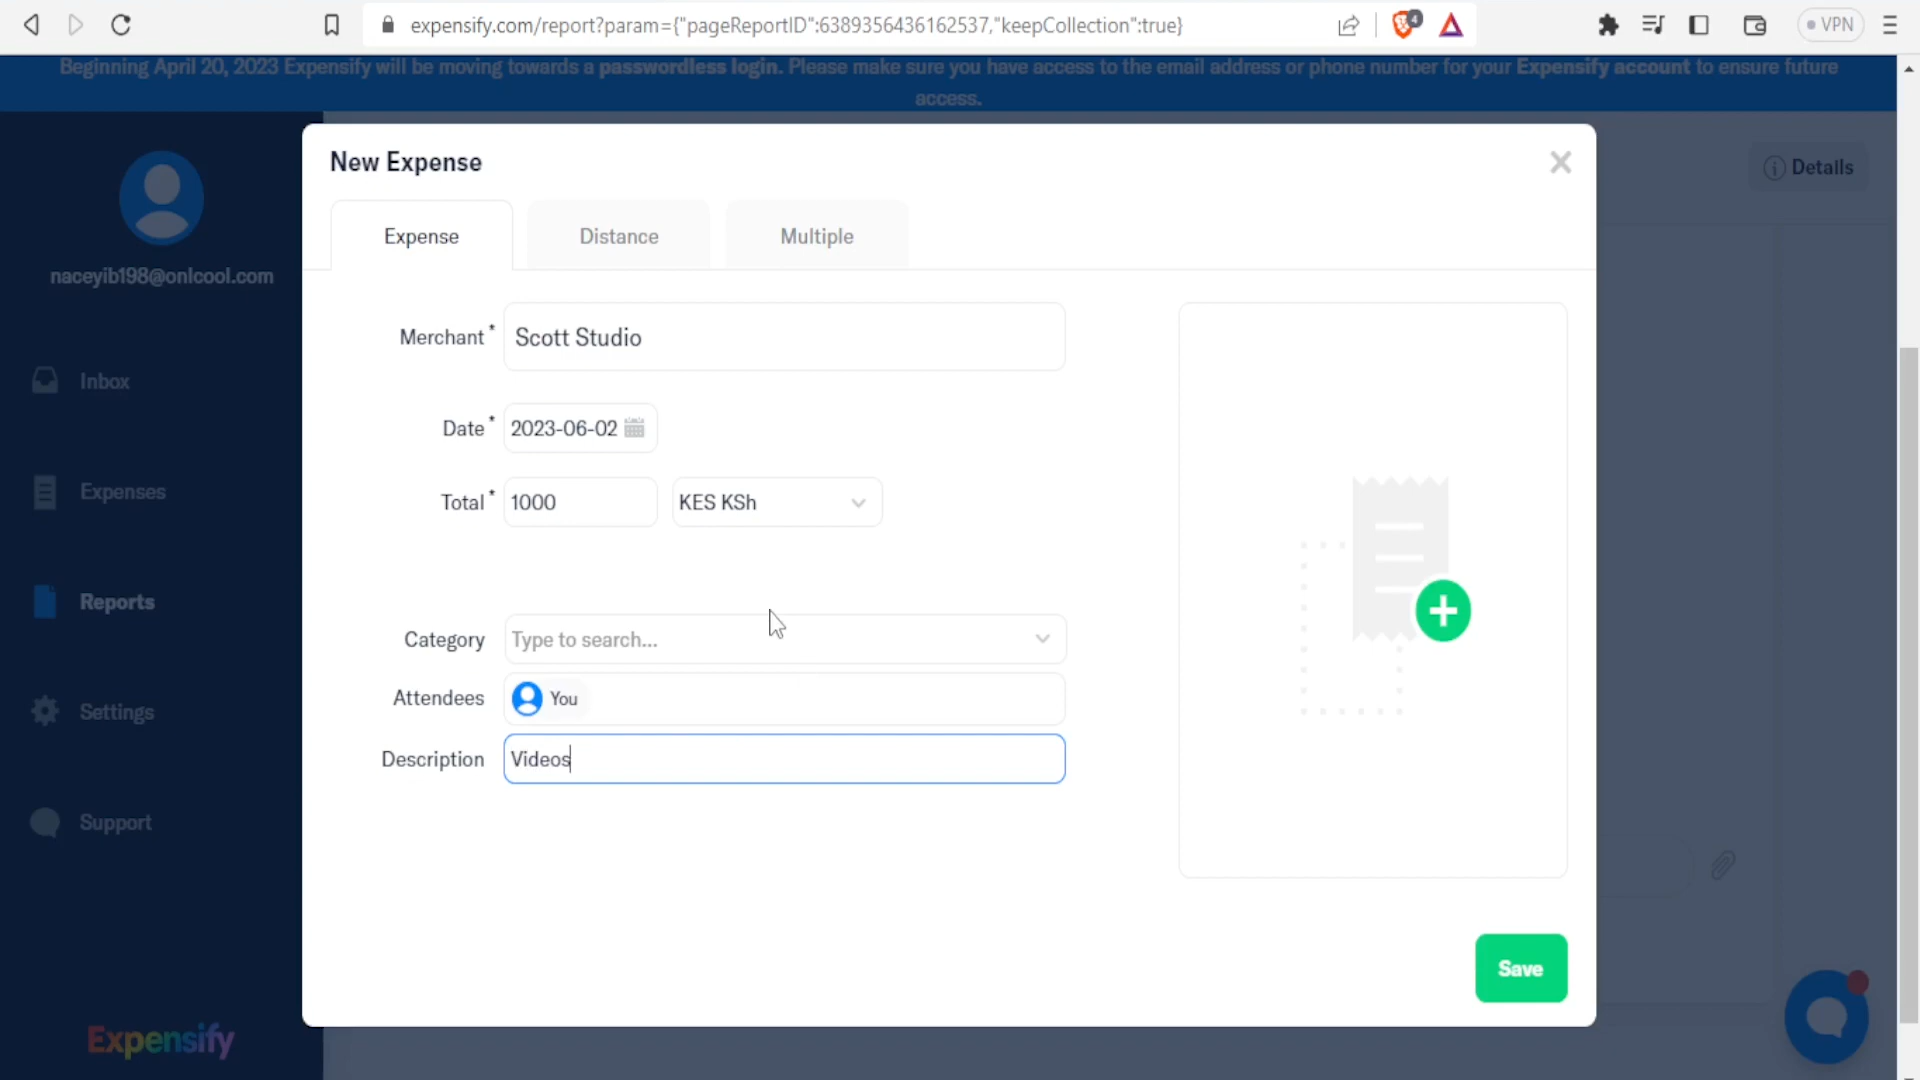 expensify.com/report?param={"pageReportID":6389356436162537,"keepCollection":true}
4
VPN
Beginning April 20, 2023 Expensify will be moving towards a passwordless login. Please make sure you have access to the email address or phone number for your Expensify account to ensure future
access.
naceyib198@onlcool.com
Inbox
Expenses
Reports
Settings
Support
Expensify
Details
New Expense
Expense
Distance
Multiple
Merchant *
Scott Studio
Date *
2023-06-02
Total *
1000
KES KSh
Category
Type to search...
Attendees
You
Description
Videos
Save